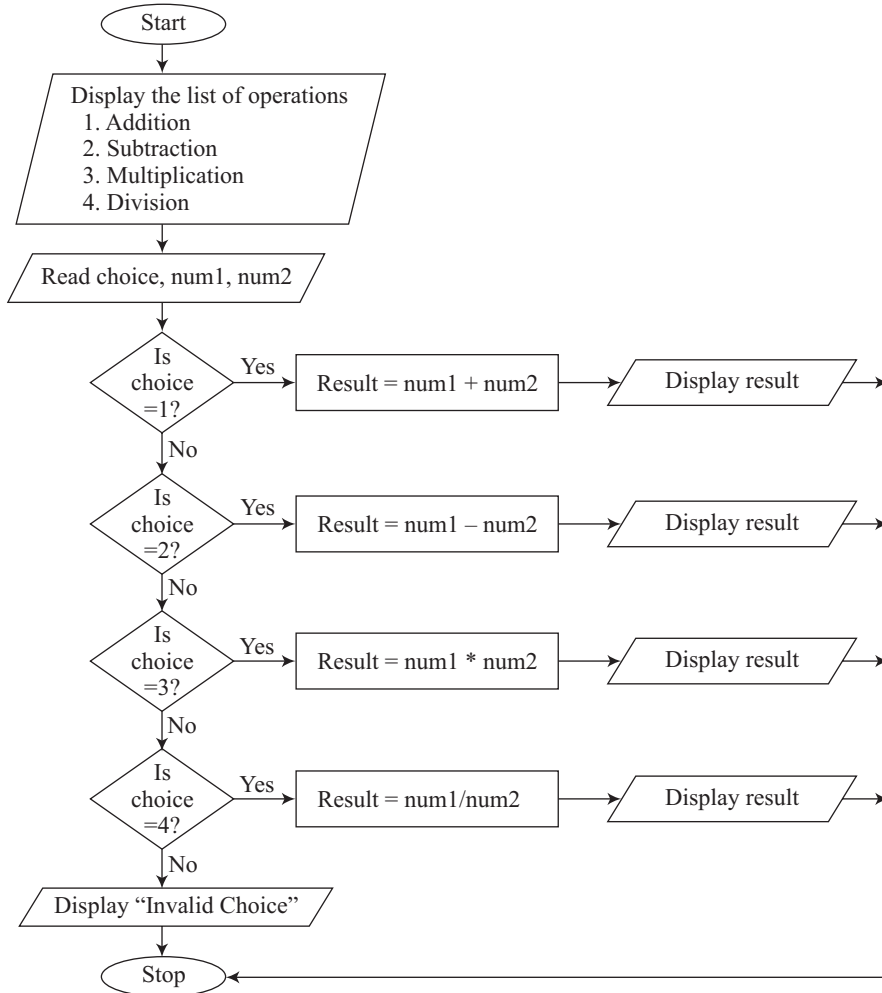 Start
Display the list of operations
1. Addition
2. Subtraction
3. Multiplication
4. Division
Read choice, num1, num2
Is
choice
=1?
Yes
Result = num1 + num2
Display result
No
Is
choice
=2?
Yes
Result = num1 – num2
Display result
No
Is
choice
=3?
Yes
Result = num1 * num2
Display result
No
Is
choice
=4?
Yes
Result = num1/num2
Display result
No
Display “Invalid Choice”
Stop